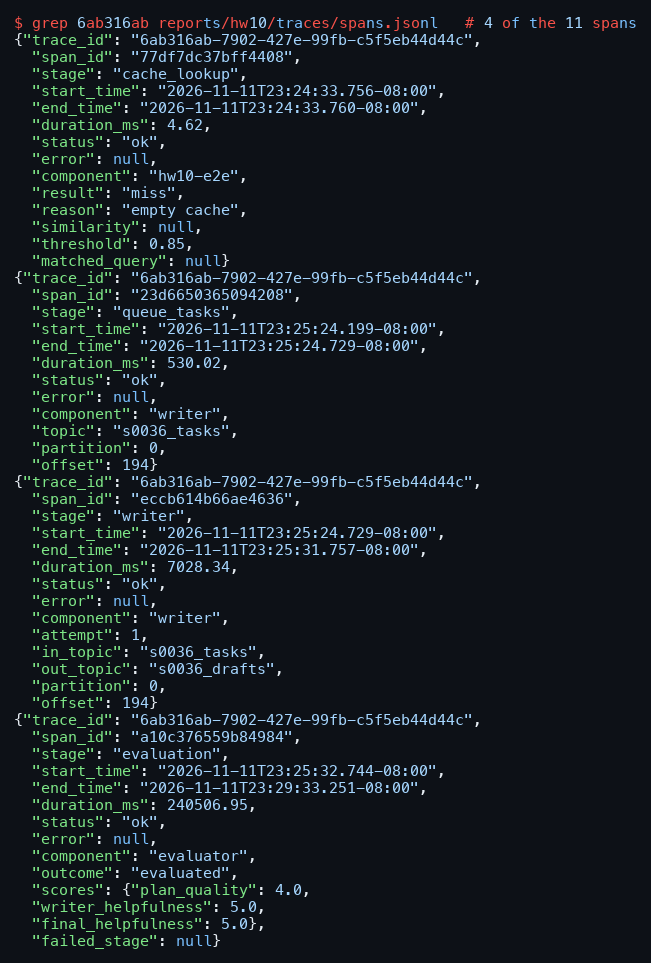 $ grep 6ab316ab reports/hw10/traces/spans.jsonl   # 4 of the 11 spans
{"trace_id": "6ab316ab-7902-427e-99fb-c5f5eb44d44c",
  "span_id": "77df7dc37bff4408",
  "stage": "cache_lookup",
  "start_time": "2026-11-11T23:24:33.756-08:00",
  "end_time": "2026-11-11T23:24:33.760-08:00",
  "duration_ms": 4.62,
  "status": "ok",
  "error": null,
  "component": "hw10-e2e",
  "result": "miss",
  "reason": "empty cache",
  "similarity": null,
  "threshold": 0.85,
  "matched_query": null}
{"trace_id": "6ab316ab-7902-427e-99fb-c5f5eb44d44c",
  "span_id": "23d6650365094208",
  "stage": "queue_tasks",
  "start_time": "2026-11-11T23:25:24.199-08:00",
  "end_time": "2026-11-11T23:25:24.729-08:00",
  "duration_ms": 530.02,
  "status": "ok",
  "error": null,
  "component": "writer",
  "topic": "s0036_tasks",
  "partition": 0,
  "offset": 194}
{"trace_id": "6ab316ab-7902-427e-99fb-c5f5eb44d44c",
  "span_id": "eccb614b66ae4636",
  "stage": "writer",
  "start_time": "2026-11-11T23:25:24.729-08:00",
  "end_time": "2026-11-11T23:25:31.757-08:00",
  "duration_ms": 7028.34,
  "status": "ok",
  "error": null,
  "component": "writer",
  "attempt": 1,
  "in_topic": "s0036_tasks",
  "out_topic": "s0036_drafts",
  "partition": 0,
  "offset": 194}
{"trace_id": "6ab316ab-7902-427e-99fb-c5f5eb44d44c",
  "span_id": "a10c376559b84984",
  "stage": "evaluation",
  "start_time": "2026-11-11T23:25:32.744-08:00",
  "end_time": "2026-11-11T23:29:33.251-08:00",
  "duration_ms": 240506.95,
  "status": "ok",
  "error": null,
  "component": "evaluator",
  "outcome": "evaluated",
  "scores": {"plan_quality": 4.0,
  "writer_helpfulness": 5.0,
  "final_helpfulness": 5.0},
  "failed_stage": null}